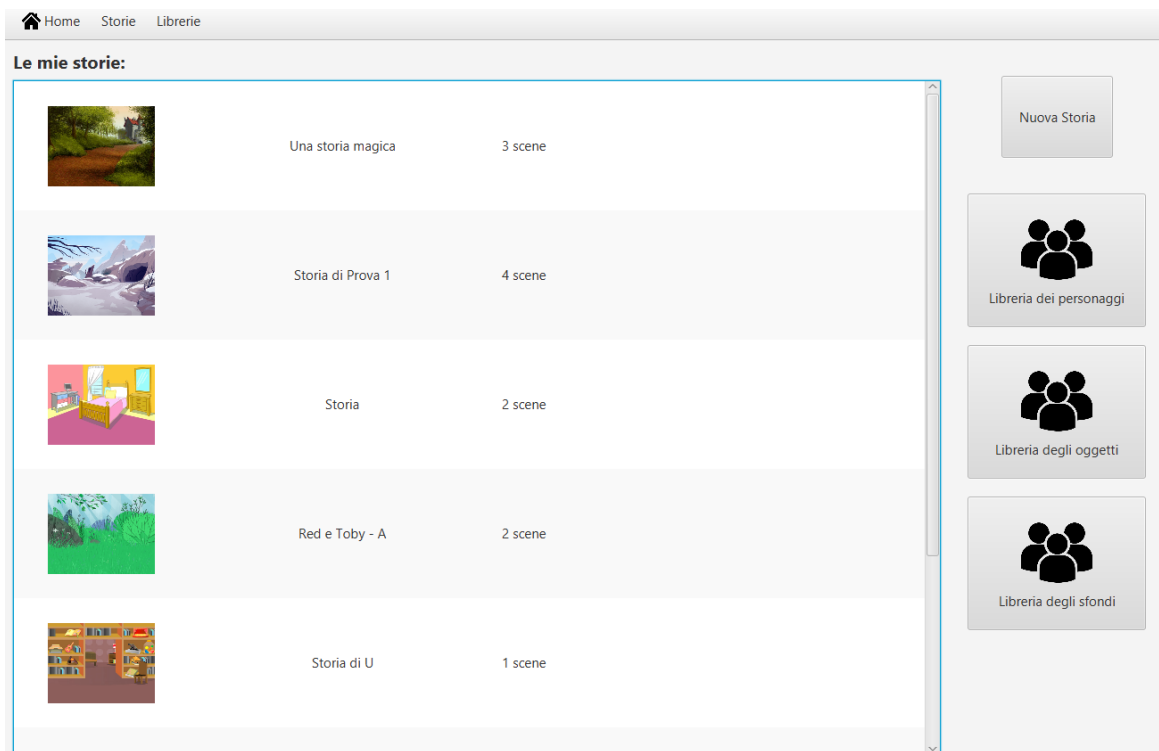 Home Storie Librerie
Le mie storie:
Nuova Storia
Una storia magica 3 scene
Storia di Prova 1 4 scene
Storia 2 scene
Red e Toby - A 2 scene
Storia di U 1 scene
Libreria dei personaggi
Libreria degli oggetti
Libreria degli sfondi